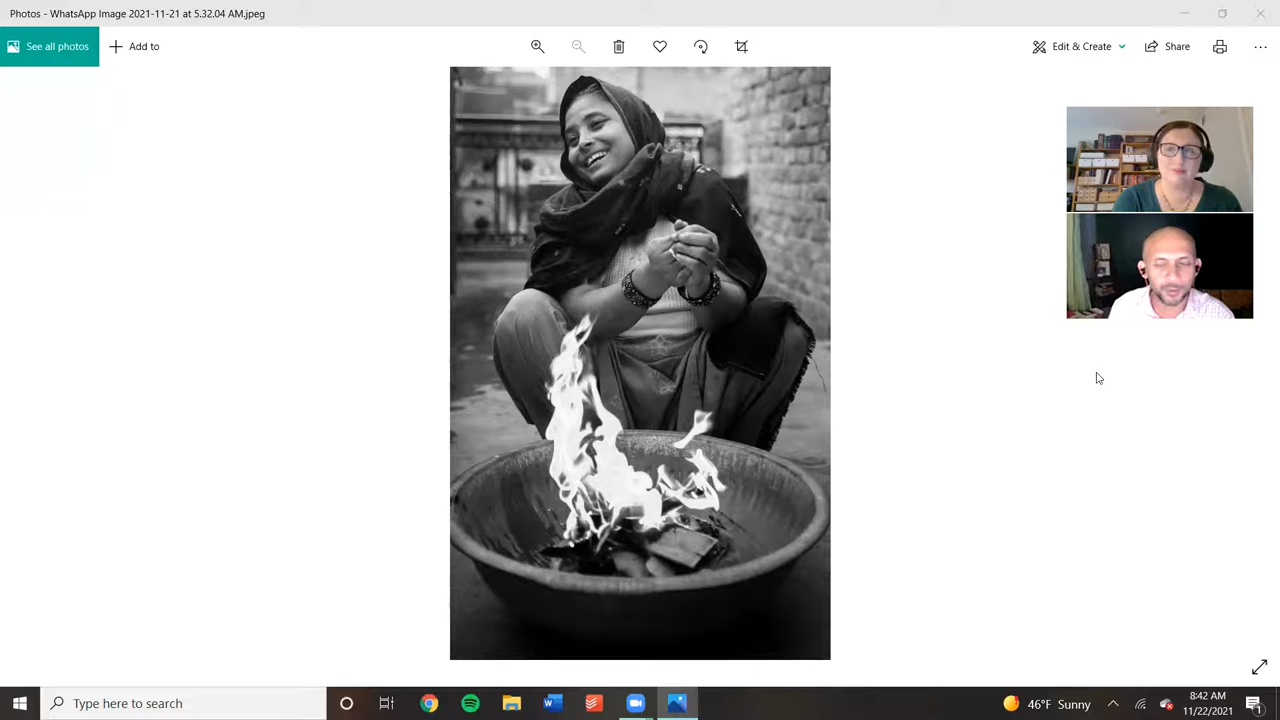 Photos - WhatsApp Image 2021-11-21 at 5.32.04 AM.jpeg
See all photos
Add to
Edit & Create
Share
Type here to search
46°F Sunny
8:42 AM
11/22/2021
1